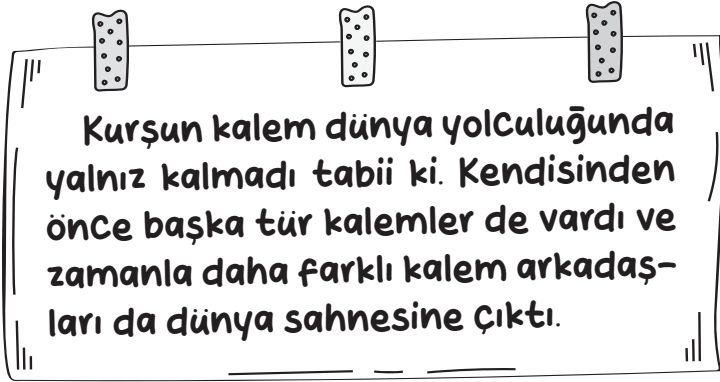 Kurşun kalem dünya yolculuğunda
yalnız kalmadı tabii ki. Kendisinden
önce başka tür kalemler de vardı ve
zamanla daha farklı kalem arkadaş-
ları da dünya sahnesine çıktı.